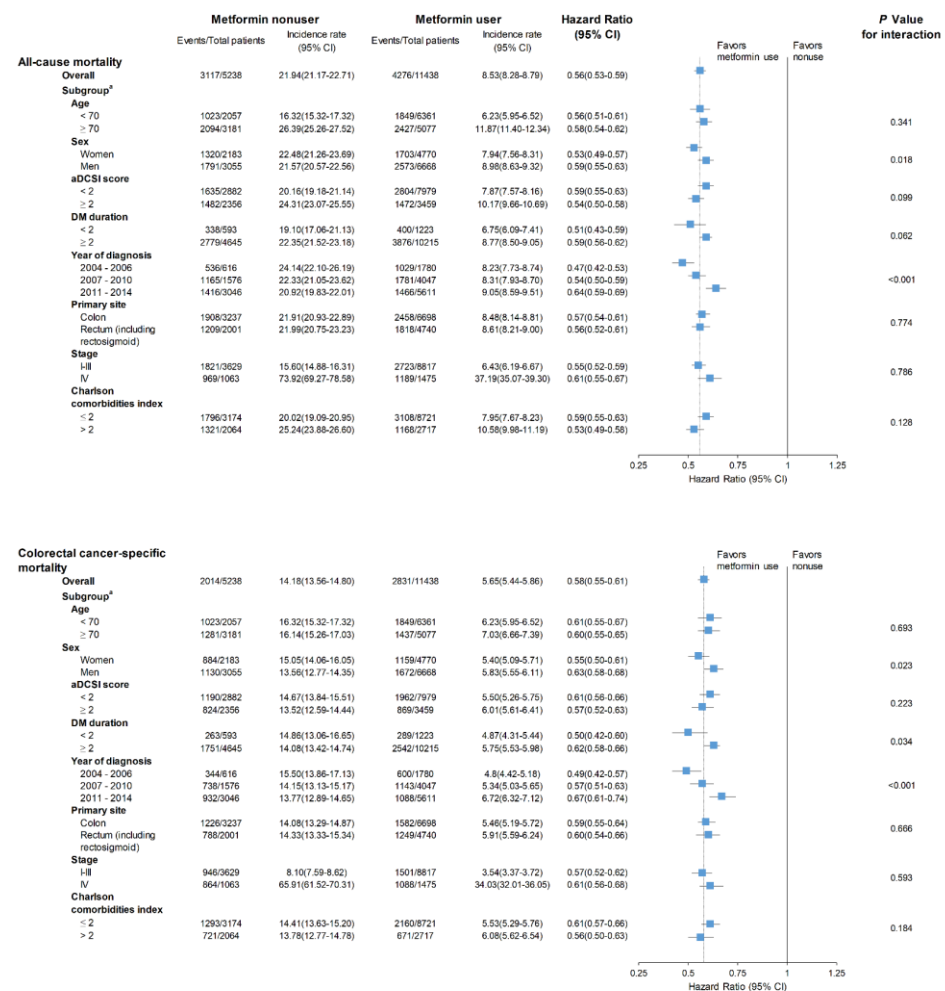 Metformin nonuser Metformin user Hazard Ratio (95% CI) P Value for interaction
Events/Total patients Incidence rate (95% CI) Events/Total patients Incidence rate (95% CI)
Favors metformin use Favors nonuse
All-cause mortality
Overall 3117/5238 21.94(21.17-22.71) 4276/11438 8.53(8.28-8.79) 0.56(0.53-0.59)
Subgroupa
Age
< 70 1023/2057 16.32(15.32-17.32) 1849/6361 6.23(5.95-6.52) 0.56(0.51-0.61)
0.341
≥ 70 2094/3181 26.39(25.26-27.52) 2427/5077 11.87(11.40-12.34) 0.58(0.54-0.62)
Sex
Women 1320/2183 22.48(21.26-23.69) 1703/4770 7.94(7.56-8.31) 0.53(0.49-0.57)
0.018
Men 1791/3055 21.57(20.57-22.56) 2573/6668 8.98(8.63-9.32) 0.59(0.55-0.63)
aDCSI score
< 2 1635/2882 20.16(19.18-21.14) 2804/7979 7.87(7.57-8.16) 0.59(0.55-0.63)
0.099
≥ 2 1482/2356 24.31(23.07-25.55) 1472/3459 10.17(9.66-10.69) 0.54(0.50-0.58)
DM duration
< 2 338/593 19.10(17.06-21.13) 400/1223 6.75(6.09-7.41) 0.51(0.43-0.59)
0.062
≥ 2 2779/4645 22.35(21.52-23.18) 3876/10215 8.77(8.50-9.05) 0.59(0.56-0.62)
Year of diagnosis
2004 - 2006 536/616 24.14(22.10-26.19) 1029/1780 8.23(7.73-8.74) 0.47(0.42-0.53)
2007 - 2010 1165/1576 22.33(21.05-23.62) 1781/4047 8.31(7.93-8.70) 0.54(0.50-0.59) <0.001
2011 - 2014 1416/3046 20.92(19.83-22.01) 1466/5611 9.05(8.59-9.51) 0.64(0.59-0.69)
Primary site
Colon 1908/3237 21.91(20.93-22.89) 2458/6698 8.48(8.14-8.81) 0.57(0.54-0.61)
0.774
Rectum (including 1209/2001 21.99(20.75-23.23) 1818/4740 8.61(8.21-9.00) 0.56(0.52-0.61)
rectosigmoid)
Stage
I-III 1821/3629 15.60(14.88-16.31) 2723/8817 6.43(6.19-6.67) 0.55(0.52-0.59)
0.786
IV 969/1063 73.92(69.27-78.58) 1189/1475 37.19(35.07-39.30) 0.61(0.55-0.67)
Charlson
comorbidities index
≤ 2 1796/3174 20.02(19.09-20.95) 3108/8721 7.95(7.67-8.23) 0.59(0.55-0.63)
0.128
> 2 1321/2064 25.24(23.88-26.60) 1168/2717 10.58(9.98-11.19) 0.53(0.49-0.58)
0.25 0.5 0.75 1 1.25
Hazard Ratio (95% CI)
Colorectal cancer-specific
mortality
Favors metformin use Favors nonuse
Overall 2014/5238 14.18(13.56-14.80) 2831/11438 5.65(5.44-5.86) 0.58(0.55-0.61)
Subgroupa
Age
< 70 1023/2057 16.32(15.32-17.32) 1849/6361 6.23(5.95-6.52) 0.61(0.55-0.67)
0.693
≥ 70 1281/3181 16.14(15.26-17.03) 1437/5077 7.03(6.66-7.39) 0.60(0.55-0.65)
Sex
Women 884/2183 15.05(14.06-16.05) 1159/4770 5.40(5.09-5.71) 0.55(0.50-0.61)
0.023
Men 1130/3055 13.56(12.77-14.35) 1672/6668 5.83(5.55-6.11) 0.63(0.58-0.68)
aDCSI score
< 2 1190/2882 14.67(13.84-15.51) 1962/7979 5.50(5.26-5.75) 0.61(0.56-0.66)
0.223
≥ 2 824/2356 13.52(12.59-14.44) 869/3459 6.01(5.61-6.41) 0.57(0.52-0.63)
DM duration
< 2 263/593 14.86(13.06-16.65) 289/1223 4.87(4.31-5.44) 0.50(0.42-0.60)
0.034
≥ 2 1751/4645 14.08(13.42-14.74) 2542/10215 5.75(5.53-5.98) 0.62(0.58-0.66)
Year of diagnosis
2004 - 2006 344/616 15.50(13.86-17.13) 600/1780 4.8(4.42-5.18) 0.49(0.42-0.57)
2007 - 2010 738/1576 14.15(13.13-15.17) 1143/4047 5.34(5.03-5.65) 0.57(0.51-0.63) <0.001
2011 - 2014 932/3046 13.77(12.89-14.65) 1088/5611 6.72(6.32-7.12) 0.67(0.61-0.74)
Primary site
Colon 1226/3237 14.08(13.29-14.87) 1582/6698 5.46(5.19-5.72) 0.59(0.55-0.64)
0.666
Rectum (including 788/2001 14.33(13.33-15.34) 1249/4740 5.91(5.59-6.24) 0.60(0.54-0.66)
rectosigmoid)
Stage
I-III 946/3629 8.10(7.59-8.62) 1501/8817 3.54(3.37-3.72) 0.57(0.52-0.62)
0.593
IV 864/1063 65.91(61.52-70.31) 1088/1475 34.03(32.01-36.05) 0.61(0.56-0.68)
Charlson
comorbidities index
≤ 2 1293/3174 14.41(13.63-15.20) 2160/8721 5.53(5.29-5.76) 0.61(0.57-0.66)
0.184
> 2 721/2064 13.78(12.77-14.78) 671/2717 6.08(5.62-6.54) 0.56(0.50-0.63)
0.25 0.5 0.75 1 1.25
Hazard Ratio (95% CI)